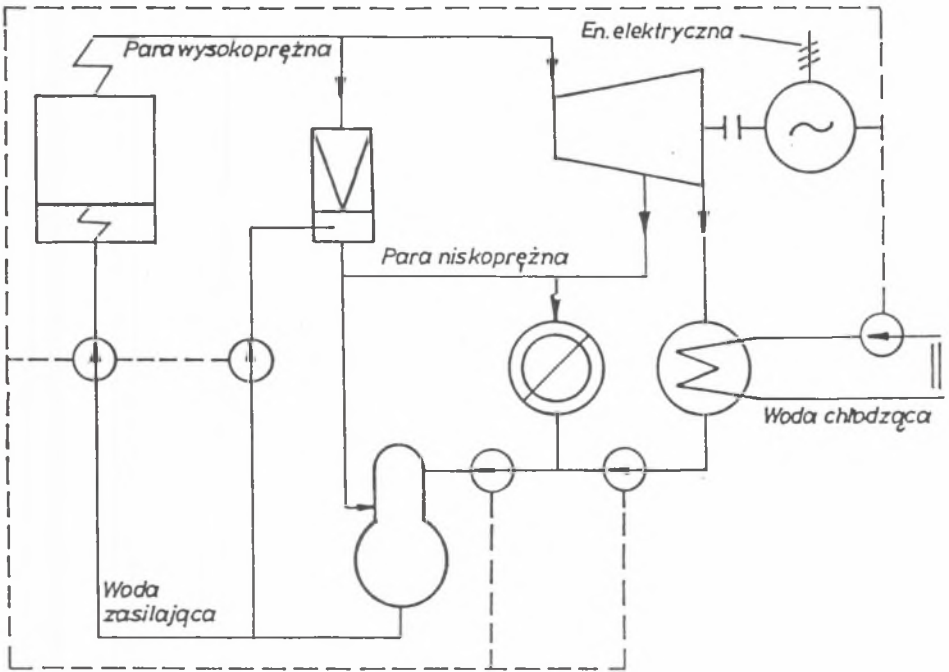 En. elektryczna
Para wysokoprężna
Para niskoprężna
Woda chłodząca
Woda
zasilająca